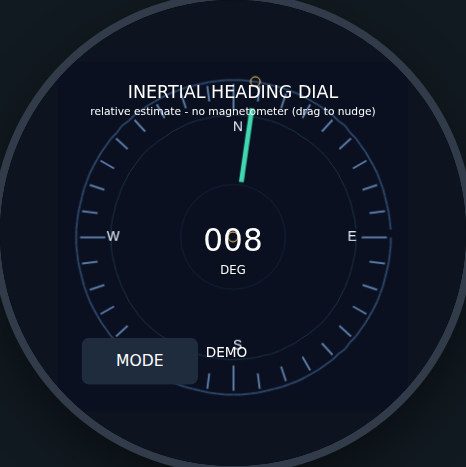 INERTIAL HEADING DIAL
relative estimate - no magnetometer (drag to nudge)
N
W
E
008
DEG
S
DEMO
MODE